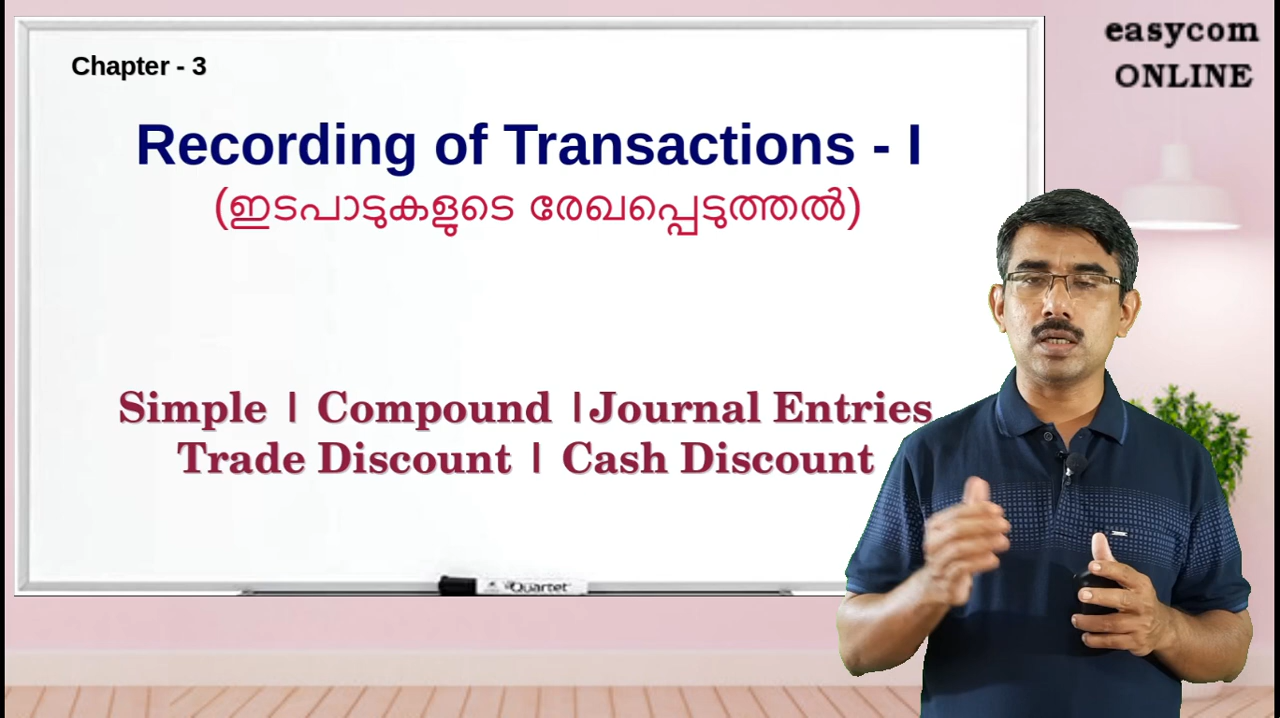 easycom
ONLINE
Chapter - 3
Recording of Transactions - I
(ഇടപാടുകളുടെ രേഖപ്പെടുത്തൽ)
Simple | Compound |Journal Entries
Trade Discount | Cash Discount
Quartet